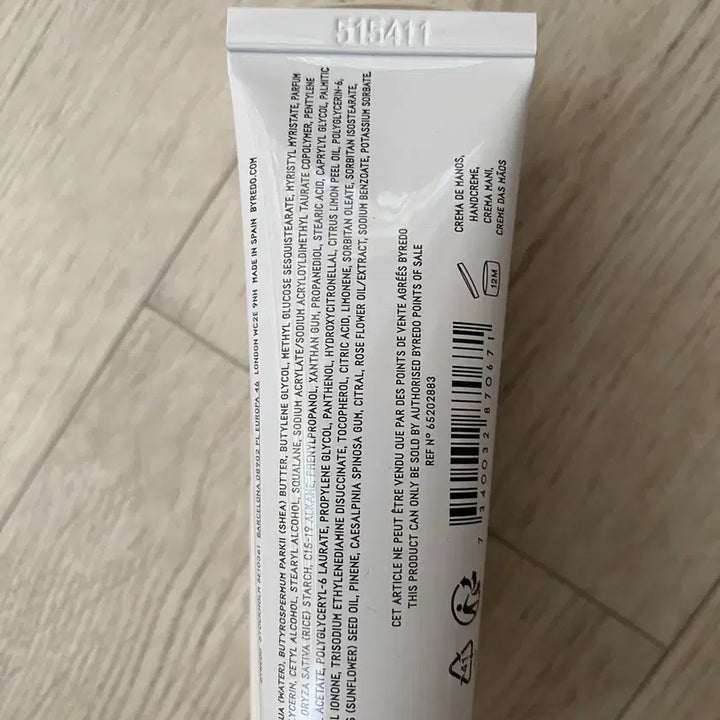 515411
STOCKHOLM SE10361 BARCELONA 08902 PL EUROPA 46 LONDON WC2E 9HH MADE IN SPAIN BYREDO.COM
(WATER), BUTYROSPERMUM PARKII (SHEA) BUTTER, BUTYLENE GLYCOL, METHYL GLUCOSE SESQUISTEARATE, MYRISTYL MYRISTATE, PARFUM
CETYL ALCOHOL, STEARYL ALCOHOL, SQUALANE, SODIUM ACRYLATE/SODIUM ACRYLOYLDIMETHYL TAURATE COPOLYMER, PENTYLENE
ORYZA SATIVA (RICE) STARCH, C15-19 ALKANE, PHENYLPROPANOL, XANTHAN GUM, PROPANEDIOL, STEARIC ACID, CAPRYLYL GLYCOL, PALMITIC
ACETATE, POLYGLYCERYL-6 LAURATE, PROPYLENE GLYCOL, PANTHENOL, HYDROXYCITRONELLAL, CITRUS LIMON PEEL OIL, POLYGLYCERIN-6,
IONONE, TRISODIUM ETHYLENEDIAMINE DISUCCINATE, TOCOPHEROL, CITRIC ACID, LIMONENE, SORBITAN OLEATE, SORBITAN ISOSTEARATE,
(SUNFLOWER) SEED OIL, PINENE, CAESALPINIA SPINOSA GUM, CITRAL, ROSE FLOWER OIL/EXTRACT, SODIUM BENZOATE, POTASSIUM SORBATE.
CET ARTICLE NE PEUT ÊTRE VENDU QUE PAR DES POINTS DE VENTE AGRÉÉS BYREDO
THIS PRODUCT CAN ONLY BE SOLD BY AUTHORISED BYREDO POINTS OF SALE
REF Nº 65202883
CREMA DE MANOS,
HANDCREME,
CREMA MANI,
CREME DAS MÃOS
12M
7 340032 870671